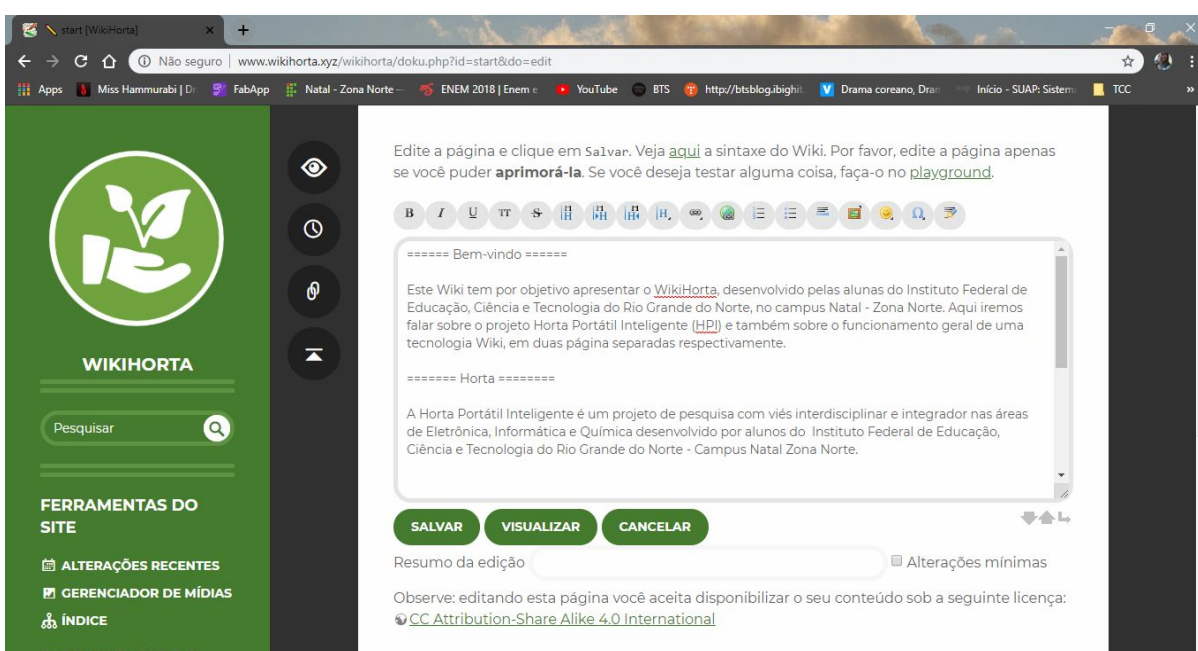 start [WikiHorta]
Não seguro | www.wikihorta.xyz/wikihorta/doku.php?id=start&do=edit
Apps Miss Hammurabi | Dr FabApp Natal - Zona Norte – ENEM 2018 | Enem e YouTube BTS http://btsblog.ibighit. Drama coreano, Dran Início - SUAP: Sistem TCC »
Edite a página e clique em Salvar. Veja aqui a sintaxe do Wiki. Por favor, edite a página apenas
se você puder aprimorá-la. Se você deseja testar alguma coisa, faça-o no playground.
B I U TT S
====== Bem-vindo ======
Este Wiki tem por objetivo apresentar o WikiHorta, desenvolvido pelas alunas do Instituto Federal de
Educação, Ciência e Tecnologia do Rio Grande do Norte, no campus Natal - Zona Norte. Aqui iremos
falar sobre o projeto Horta Portátil Inteligente (HPI) e também sobre o funcionamento geral de uma
tecnologia Wiki, em duas página separadas respectivamente.
======= Horta ========
A Horta Portátil Inteligente é um projeto de pesquisa com viés interdisciplinar e integrador nas áreas
de Eletrônica, Informática e Química desenvolvido por alunos do Instituto Federal de Educação,
Ciência e Tecnologia do Rio Grande do Norte - Campus Natal Zona Norte.
SALVAR VISUALIZAR CANCELAR
Resumo da edição Alterações mínimas
Observe: editando esta página você aceita disponibilizar o seu conteúdo sob a seguinte licença:
CC Attribution-Share Alike 4.0 International
WIKIHORTA
Pesquisar
FERRAMENTAS DO
SITE
ALTERAÇÕES RECENTES
GERENCIADOR DE MÍDIAS
ÍNDICE